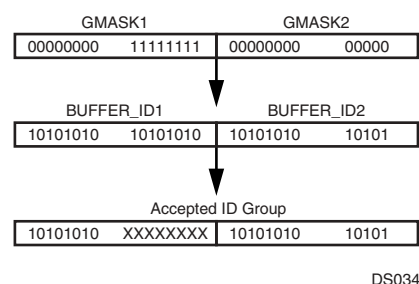 GMASK1 GMASK2
00000000 11111111 00000000 00000
BUFFER_ID1 BUFFER_ID2
10101010 10101010 10101010 10101
Accepted ID Group
10101010 XXXXXXXX 10101010 10101
DS034